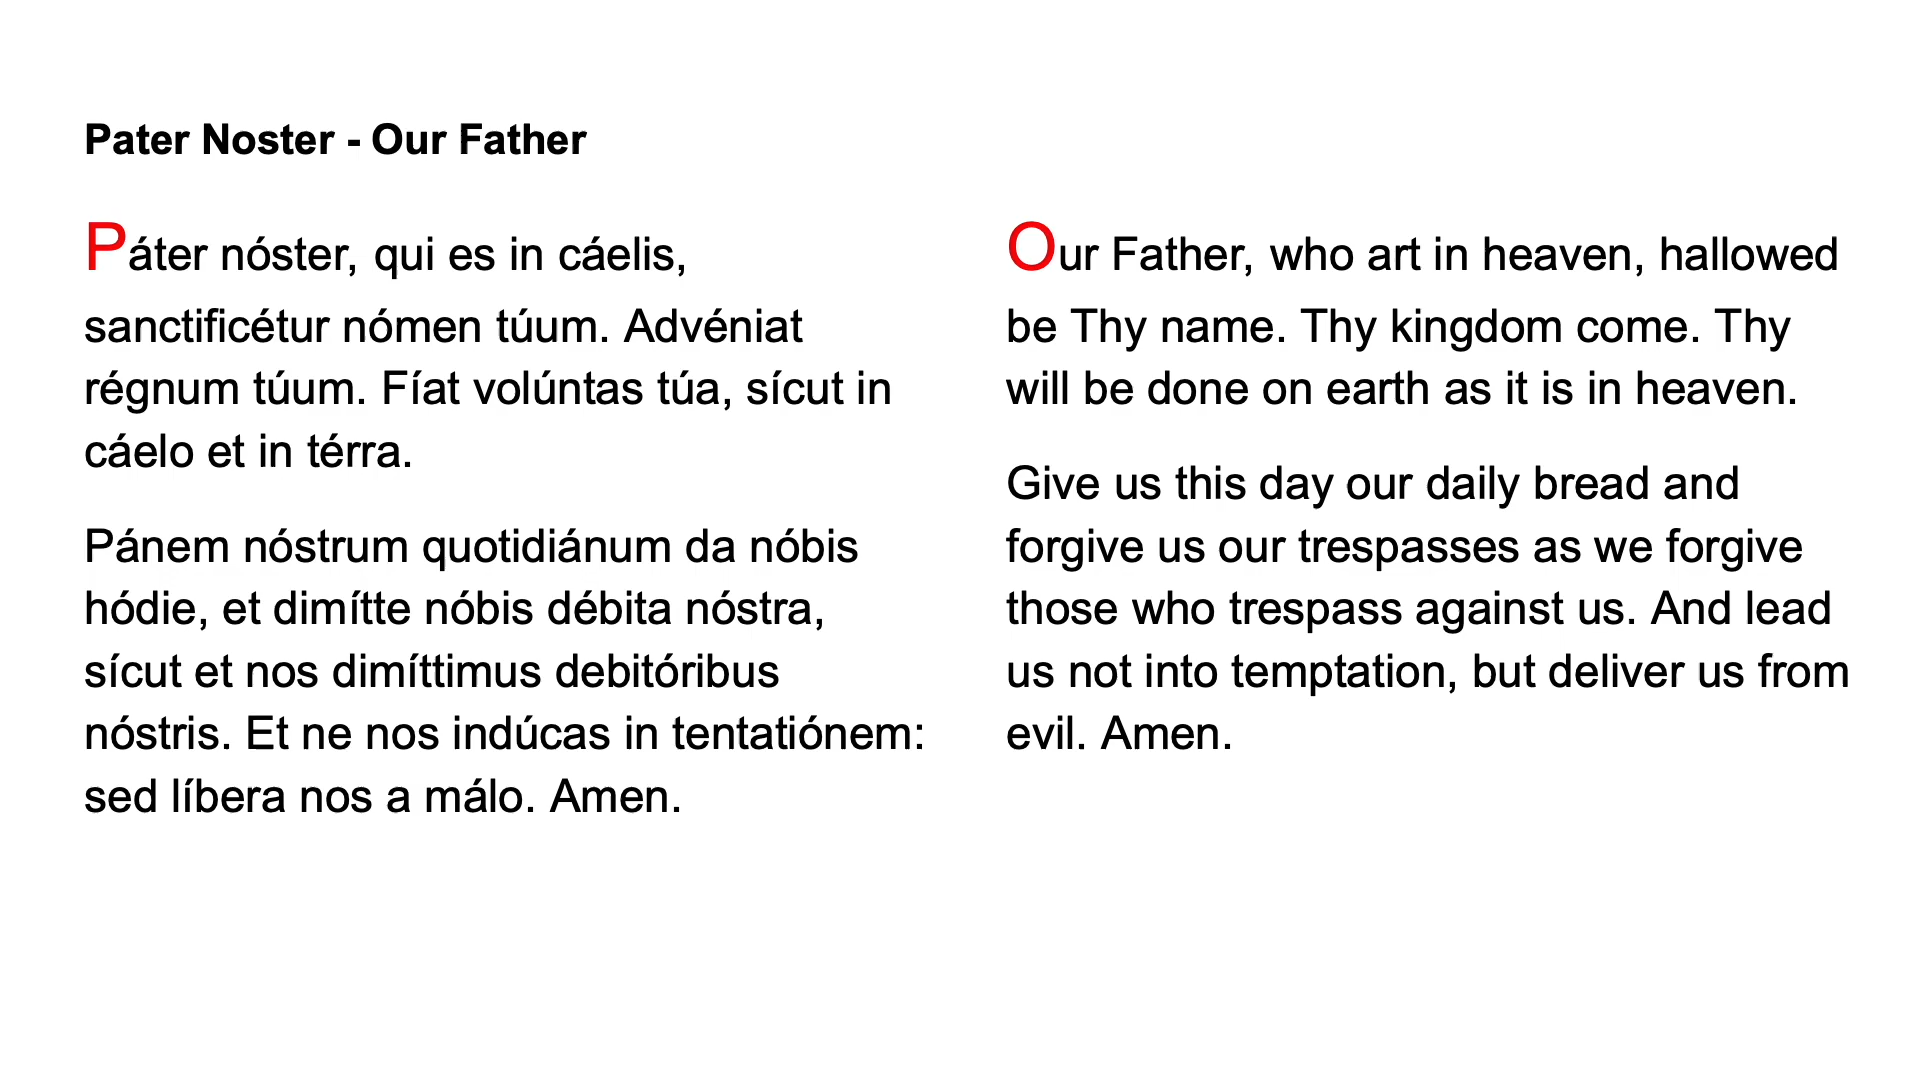 Pater Noster - Our Father
Páter nóster, qui es in cáelis,
sanctificétur nómen túum. Advéniat
régnum túum. Fíat volúntas túa, sícut in
cáelo et in térra.
Pánem nóstrum quotidiánum da nóbis
hódie, et dimítte nóbis débita nóstra,
sícut et nos dimíttimus debitóribus
nóstris. Et ne nos indúcas in tentatiónem:
sed líbera nos a málo. Amen.
Our Father, who art in heaven, hallowed
be Thy name. Thy kingdom come. Thy
will be done on earth as it is in heaven.
Give us this day our daily bread and
forgive us our trespasses as we forgive
those who trespass against us. And lead
us not into temptation, but deliver us from
evil. Amen.